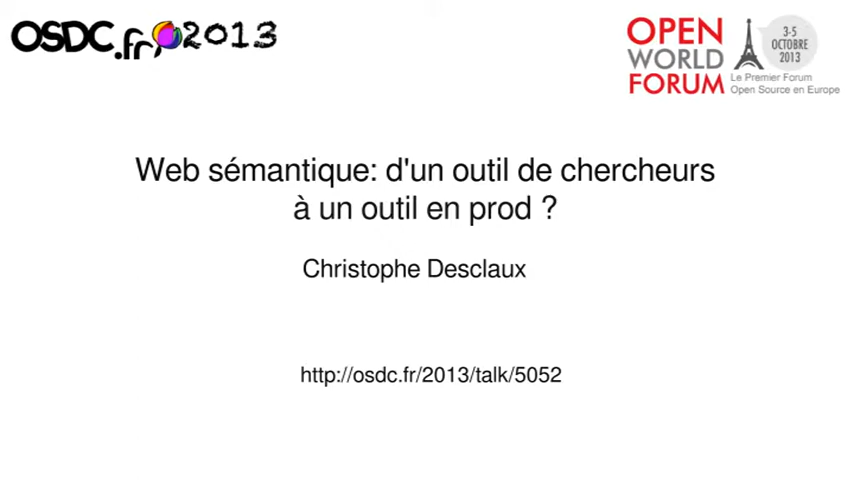 OSDC.fr 2013
OPEN
WORLD
FORUM
3-5
OCTOBRE
2013
Le Premier Forum
Open Source en Europe
Web sémantique: d'un outil de chercheurs
à un outil en prod ?
Christophe Desclaux
http://osdc.fr/2013/talk/5052